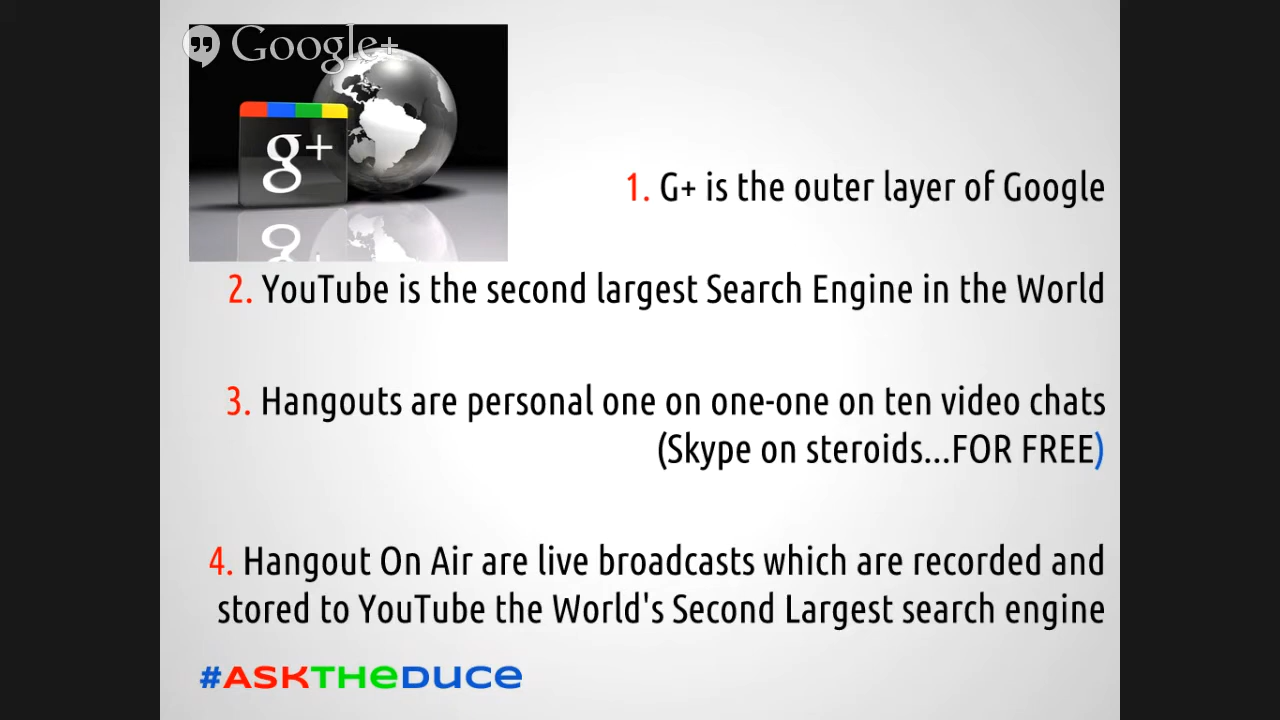 Google+
g+
1. G+ is the outer layer of Google
2. YouTube is the second largest Search Engine in the World
3. Hangouts are personal one on one-one on ten video chats
(Skype on steroids...FOR FREE)
4. Hangout On Air are live broadcasts which are recorded and
stored to YouTube the World's Second Largest search engine
#ASKTHEDUCE